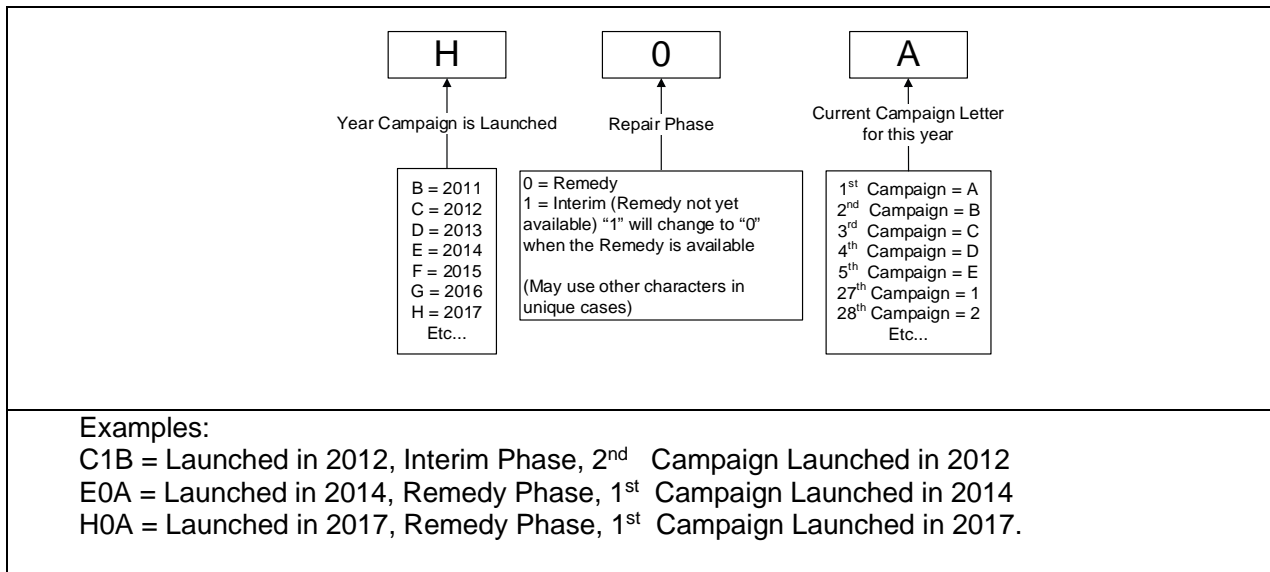 H
0
A
Year Campaign is Launched
Repair Phase
Current Campaign Letter
for this year
B = 2011
C = 2012
D = 2013
E = 2014
F = 2015
G = 2016
H = 2017
Etc...
0 = Remedy
1 = Interim (Remedy not yet
available) “1” will change to “0”
when the Remedy is available
(May use other characters in
unique cases)
1st Campaign = A
2nd Campaign = B
3rd Campaign = C
4th Campaign = D
5th Campaign = E
27th Campaign = 1
28th Campaign = 2
Etc...
Examples:
C1B = Launched in 2012, Interim Phase, 2nd Campaign Launched in 2012
E0A = Launched in 2014, Remedy Phase, 1st Campaign Launched in 2014
H0A = Launched in 2017, Remedy Phase, 1st Campaign Launched in 2017.